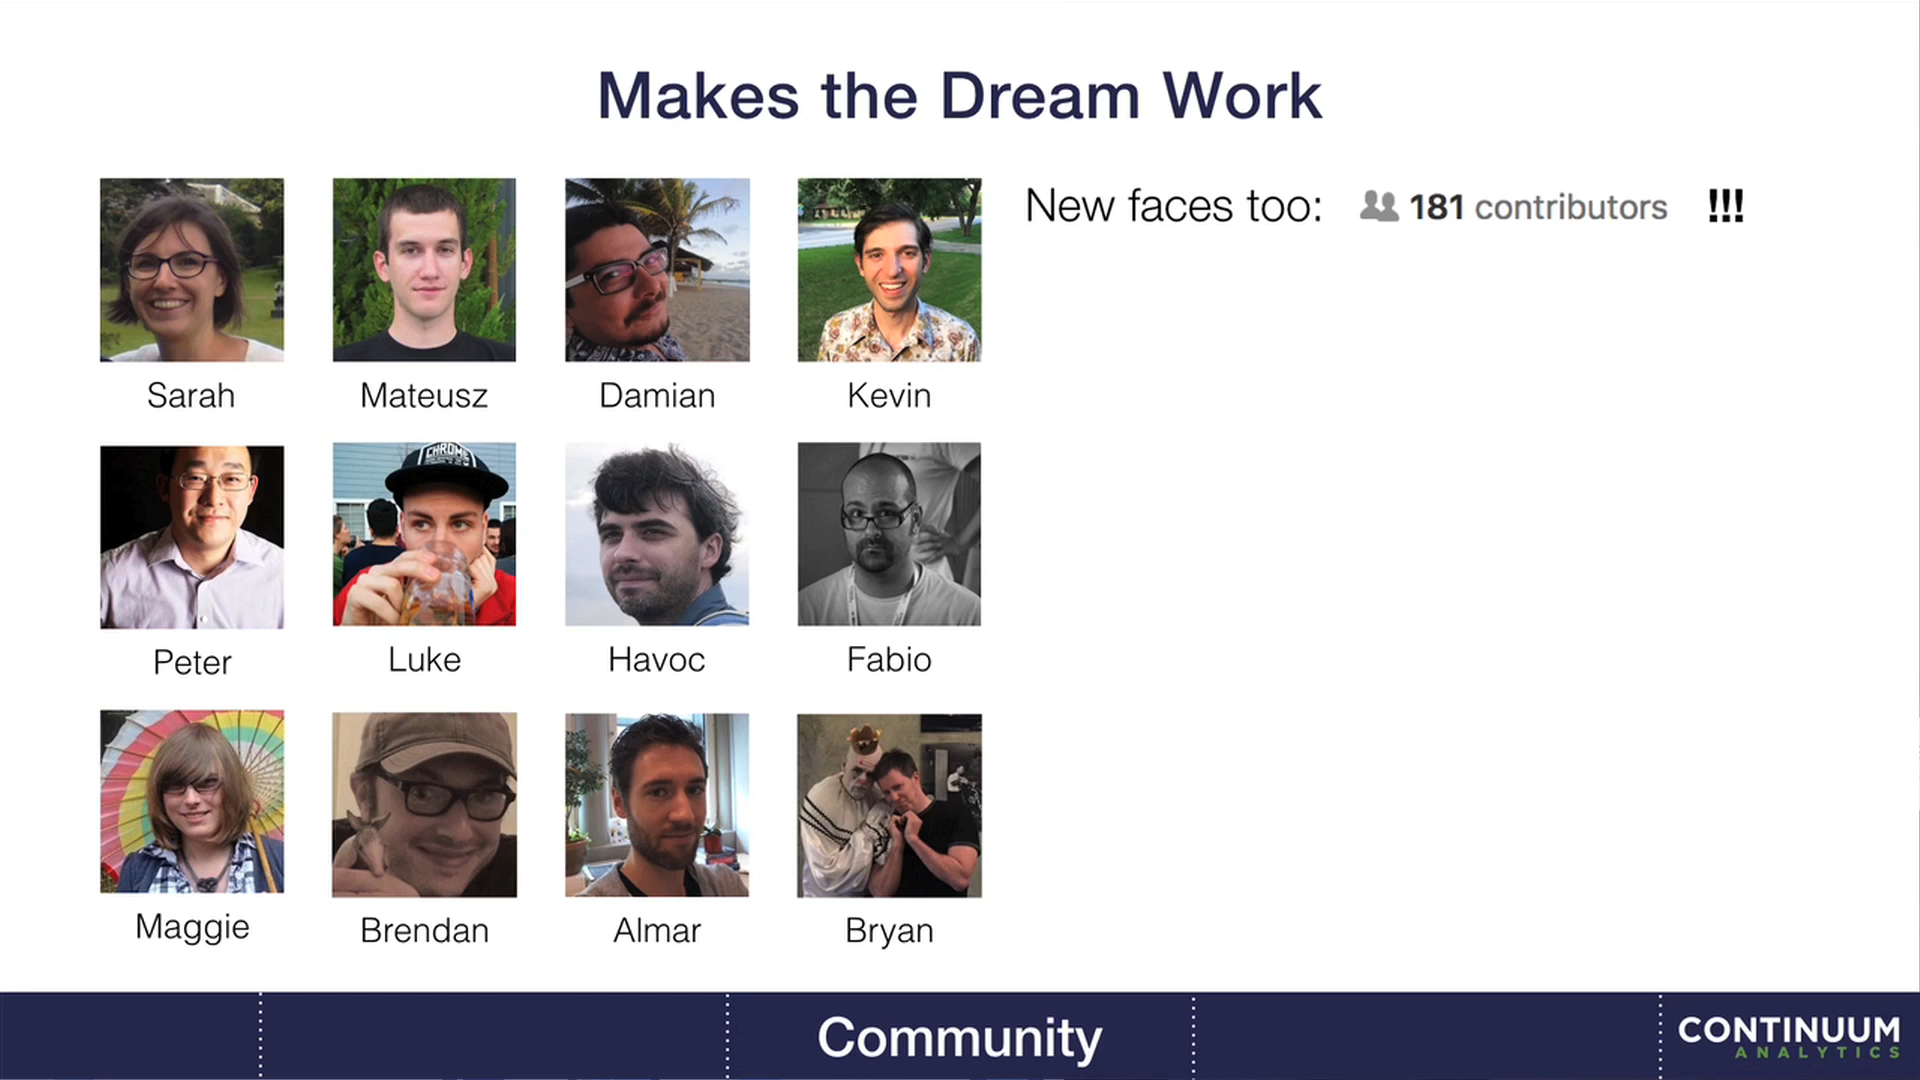 Makes the Dream Work
New faces too: 181 contributors !!!
Sarah Mateusz Damian Kevin
CHROME
Peter Luke Havoc Fabio
Maggie Brendan Almar Bryan
Community
CONTINUUM
ANALYTICS